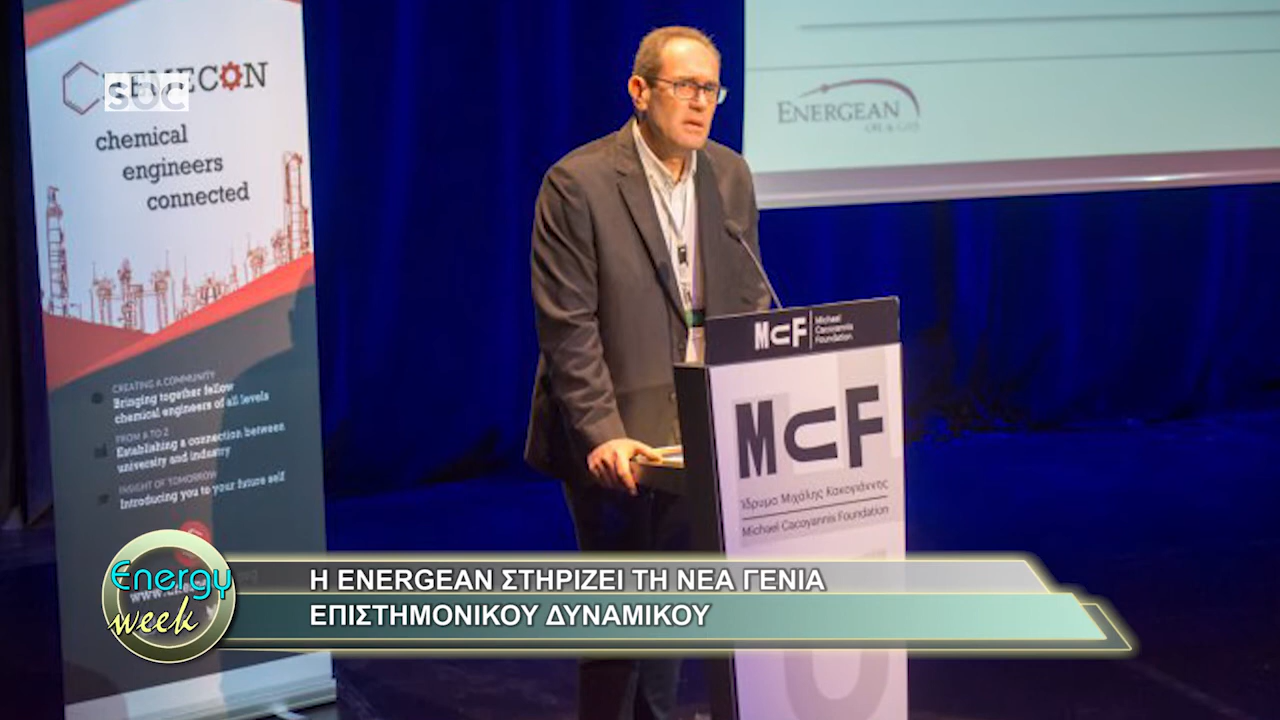 CHEMECON
sbc
chemical
engineers
connected
CREATING A COMMUNITY
Bringing together fellow
chemical engineers of all levels
FROM A TO Z
Establishing a connection between
university and industry
INSIGHT OF TOMORROW
Introducing you to your future self
ENERGEAN
OIL & GAS
MCF
Michael
Cacoyannis
Foundation
MCF
Ίδρυμα Μιχάλης Κακογιάννης
Michael Cacoyannis Foundation
Energy
week
Η ENERGEAN ΣΤΗΡΙΖΕΙ ΤΗ ΝΕΑ ΓΕΝΙΑ
ΕΠΙΣΤΗΜΟΝΙΚΟΥ ΔΥΝΑΜΙΚΟΥ